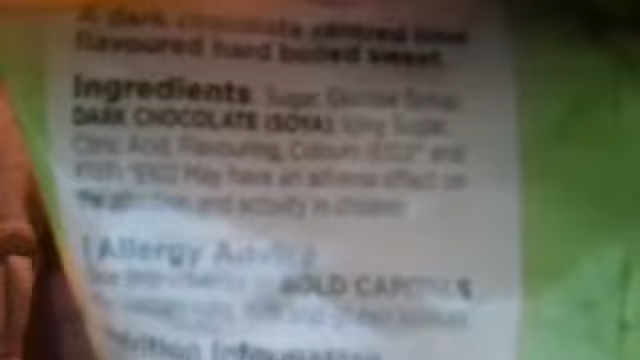 A dark chocolate centred lime
flavoured hard boiled sweet.
Ingredients: Sugar, Glucose Syrup,
DARK CHOCOLATE (SOYA), Icing Sugar,
Citric Acid, Flavouring, Colours (E102* and
*E102 May have an adverse effect on
attention and activity in children
Allergy Advice
BOLD CAPITALS
Nutrition Information